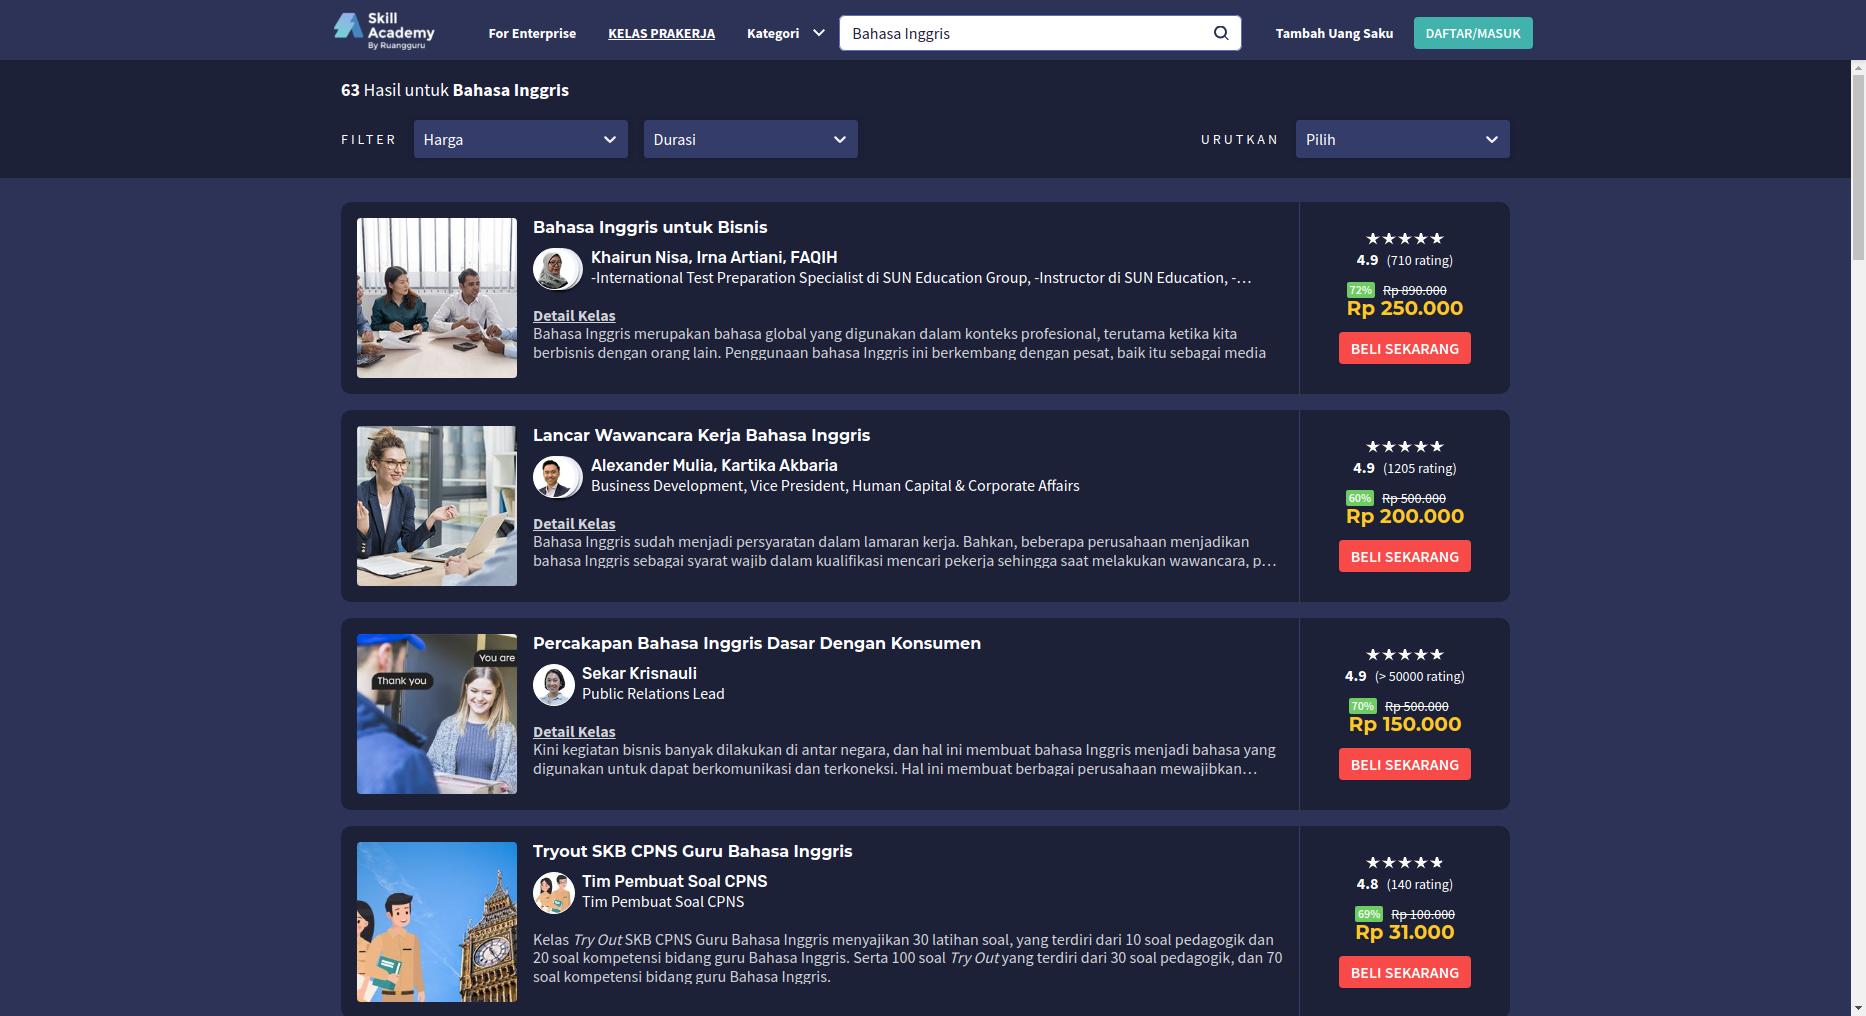 Skill
Academy
By Ruangguru
For Enterprise
KELAS PRAKERJA
Kategori
Bahasa Inggris
Tambah Uang Saku
DAFTAR/MASUK
63 Hasil untuk Bahasa Inggris
FILTER
Harga
Durasi
URUTKAN
Pilih
Bahasa Inggris untuk Bisnis
Khairun Nisa, Irna Artiani, FAQIH
-International Test Preparation Specialist di SUN Education Group, -Instructor di SUN Education, -...
Detail Kelas
Bahasa Inggris merupakan bahasa global yang digunakan dalam konteks profesional, terutama ketika kita
berbisnis dengan orang lain. Penggunaan bahasa Inggris ini berkembang dengan pesat, baik itu sebagai media
4.9 (710 rating)
72% Rp 890.000
Rp 250.000
BELI SEKARANG
Lancar Wawancara Kerja Bahasa Inggris
Alexander Mulia, Kartika Akbaria
Business Development, Vice President, Human Capital & Corporate Affairs
Detail Kelas
Bahasa Inggris sudah menjadi persyaratan dalam lamaran kerja. Bahkan, beberapa perusahaan menjadikan
bahasa Inggris sebagai syarat wajib dalam kualifikasi mencari pekerja sehingga saat melakukan wawancara, p...
4.9 (1205 rating)
60% Rp 500.000
Rp 200.000
BELI SEKARANG
You are
Thank you
Percakapan Bahasa Inggris Dasar Dengan Konsumen
Sekar Krisnauli
Public Relations Lead
Detail Kelas
Kini kegiatan bisnis banyak dilakukan di antar negara, dan hal ini membuat bahasa Inggris menjadi bahasa yang
digunakan untuk dapat berkomunikasi dan terkoneksi. Hal ini membuat berbagai perusahaan mewajibkan...
4.9 (> 50000 rating)
70% Rp 500.000
Rp 150.000
BELI SEKARANG
Tryout SKB CPNS Guru Bahasa Inggris
Tim Pembuat Soal CPNS
Tim Pembuat Soal CPNS
Kelas Try Out SKB CPNS Guru Bahasa Inggris menyajikan 30 latihan soal, yang terdiri dari 10 soal pedagogik dan
20 soal kompetensi bidang guru Bahasa Inggris. Serta 100 soal Try Out yang terdiri dari 30 soal pedagogik, dan 70
soal kompetensi bidang guru Bahasa Inggris.
4.8 (140 rating)
69% Rp 100.000
Rp 31.000
BELI SEKARANG